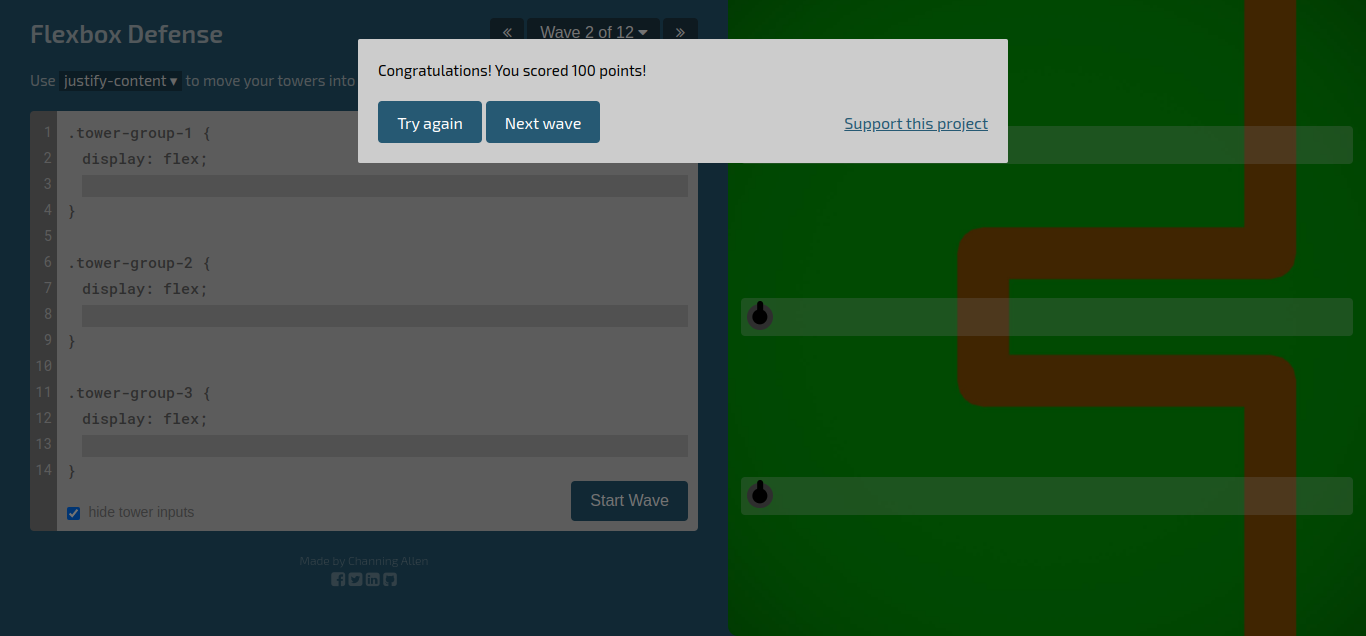 Flexbox Defense
« Wave 2 of 12 »
Use justify-content ▾ to move your towers into
Congratulations! You scored 100 points!
Try again Next wave Support this project
1 .tower-group-1 {
2 display: flex;
3
4 }
5
6 .tower-group-2 {
7 display: flex;
8
9 }
10
11 .tower-group-3 {
12 display: flex;
13
14 }
hide tower inputs
Start Wave
Made by Channing Allen